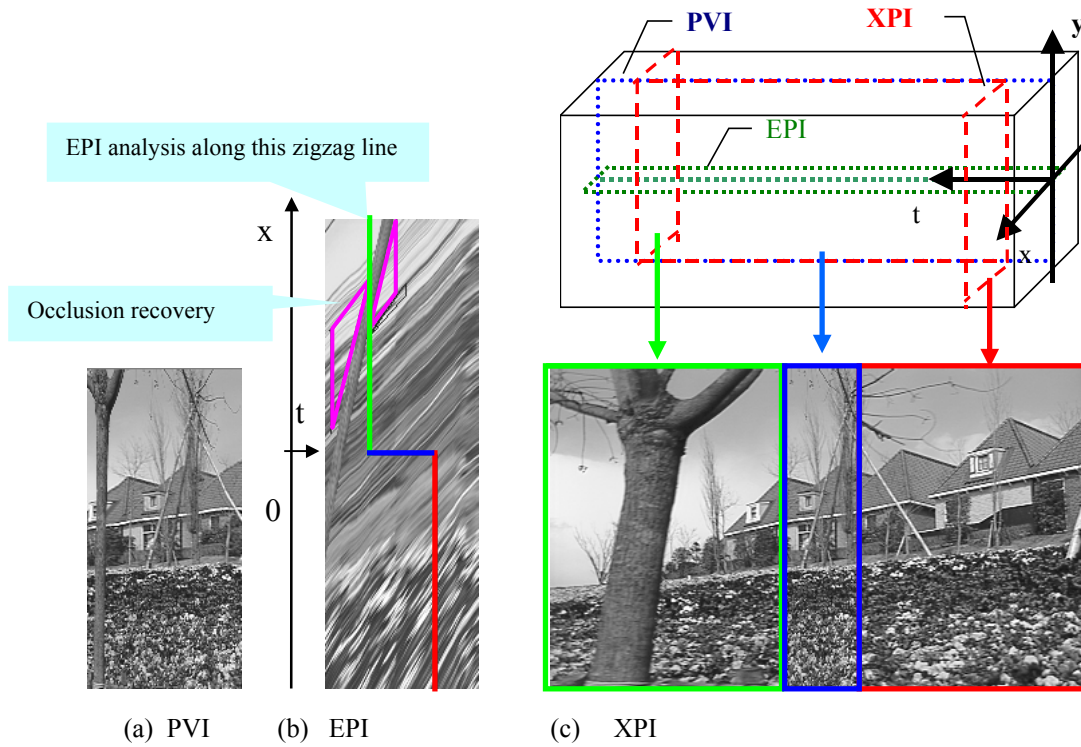 EPI analysis along this zigzag line
x
Occlusion recovery
t
0
(a) PVI
(b) EPI
PVI
XPI
y
EPI
t
x
(c) XPI